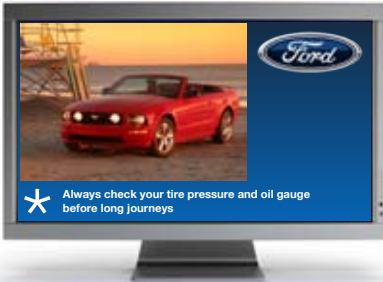 Ford
Always check your tire pressure and oil gauge
before long journeys